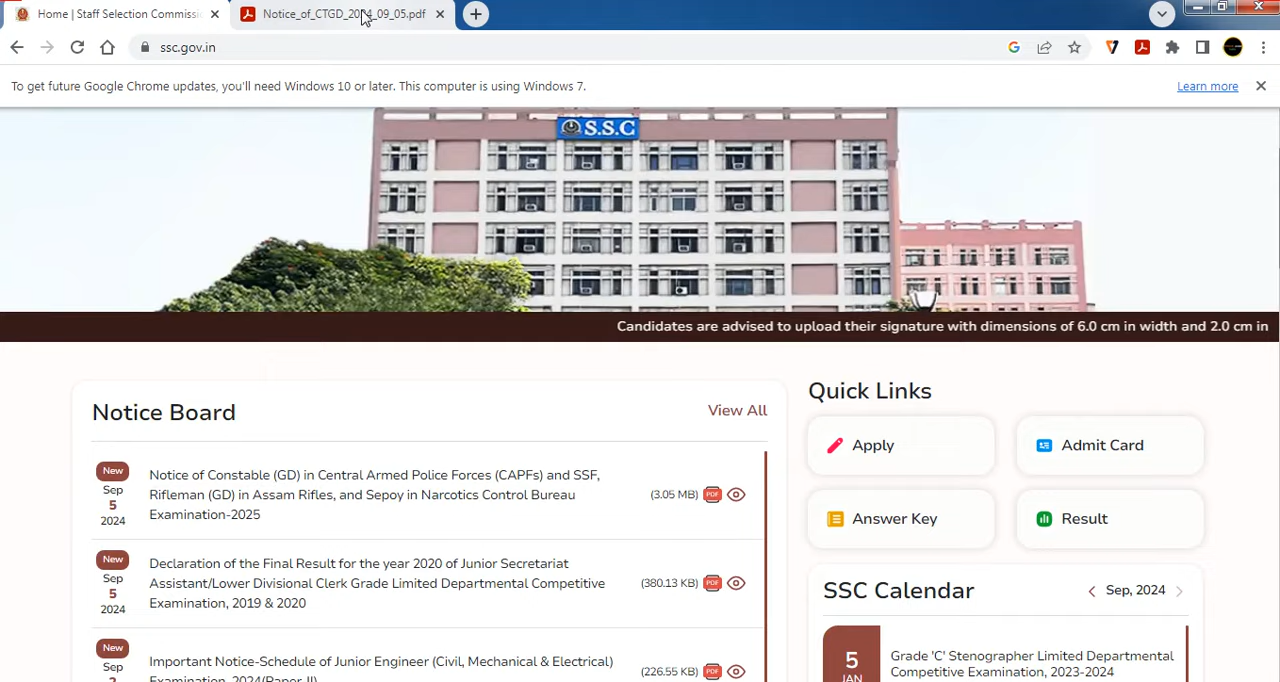 Home | Staff Selection Commissi
Notice_of_CTGD_2024_09_05.pdf
ssc.gov.in
To get future Google Chrome updates, you'll need Windows 10 or later. This computer is using Windows 7.
Learn more
S.S.C
Candidates are advised to upload their signature with dimensions of 6.0 cm in width and 2.0 cm in
Notice Board
View All
New
Sep
5
2024
Notice of Constable (GD) in Central Armed Police Forces (CAPFs) and SSF,
Rifleman (GD) in Assam Rifles, and Sepoy in Narcotics Control Bureau
Examination-2025
(3.05 MB)
PDF
New
Sep
5
2024
Declaration of the Final Result for the year 2020 of Junior Secretariat
Assistant/Lower Divisional Clerk Grade Limited Departmental Competitive
Examination, 2019 & 2020
(380.13 KB)
PDF
New
Sep
Important Notice-Schedule of Junior Engineer (Civil, Mechanical & Electrical)
Examination, 2024(Paper-II)
(226.55 KB)
PDF
Quick Links
Apply
Admit Card
Answer Key
Result
SSC Calendar
Sep, 2024
5
JAN
Grade 'C' Stenographer Limited Departmental
Competitive Examination, 2023-2024